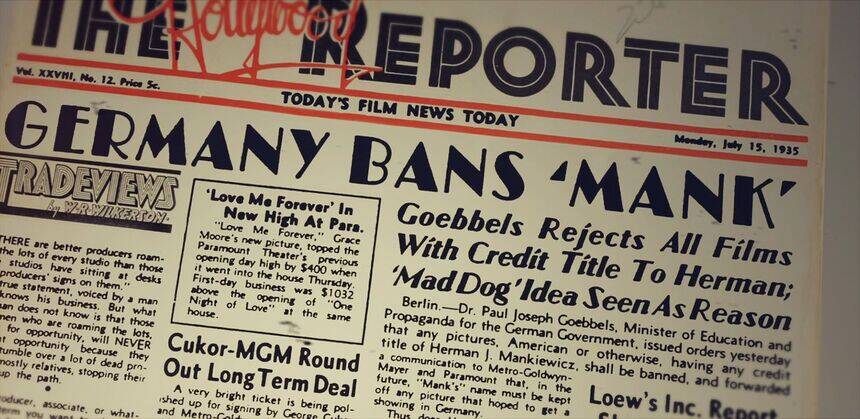 THE Hollywood REPORTER
Vol. XXVIII, No. 12. Price 5c.
TODAY'S FILM NEWS TODAY
Monday, July 15, 1935
GERMANY BANS 'MANK'
TRADEVIEWS
by W.R. WILKERSON.
THERE are better producers roam-
the lots of every studio than those
studios have sitting at desks
producers' signs on them."
true statement, voiced by a man
knows his business. But what
man does not know is that those
men who are roaming the lots,
for opportunity, will NEVER
opportunity because they
tumble over a lot of dead pro-
mostly relatives, stopping their
up the path.
producer, associate, or what-
'Love Me Forever' In
New High At Para.
"Love Me Forever," Grace
Moore's new picture, topped the
Paramount Theater's previous
opening day high by $400 when
it went into the house Thursday.
First-day business was $1032
above the opening of "One
Night of Love" at the same
house.
Cukor-MGM Round
Out Long Term Deal
A very bright ticket is being pol-
ished up for signing by George
and Metro-
Goebbels Rejects All Films
With Credit Title To Herman;
'Mad Dog' Idea Seen As Reason
Berlin.—Dr. Paul Joseph Goebbels, Minister of Education and
Propaganda for the German Government, issued orders yesterday
that any pictures, American or otherwise, having any credit
title of Herman J. Mankiewicz, shall be banned, and forwarded
a communication to Metro-Goldwyn-
Mayer and Paramount that, in the
future, "Mank's" name must be kept
off any picture that hoped to get a
showing in Germany.
Loew's Inc. Repor